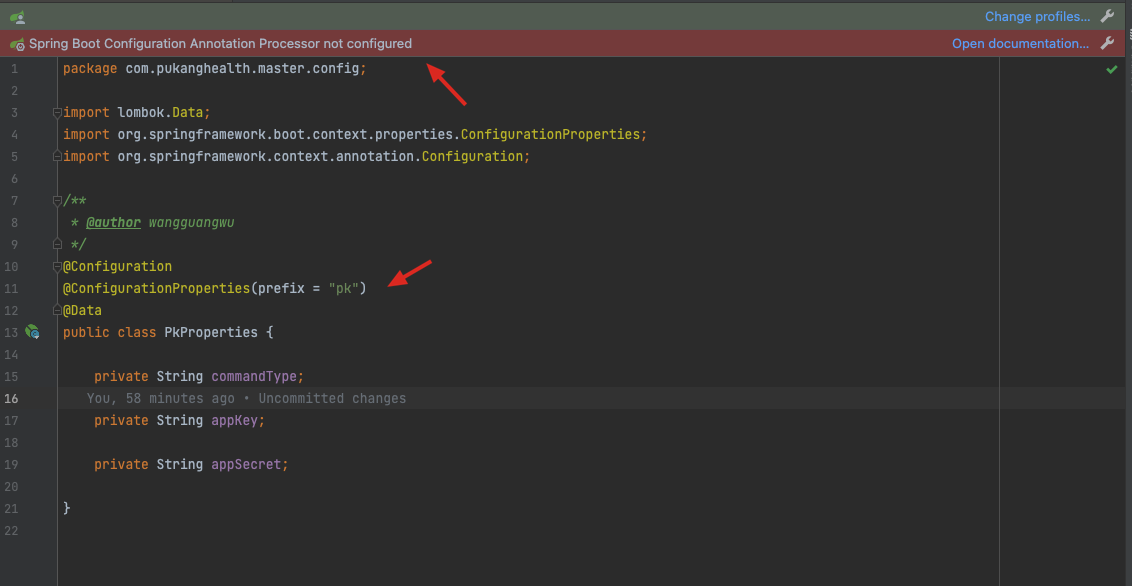 Change profiles...
Spring Boot Configuration Annotation Processor not configured Open documentation...
1 package com.pukanghealth.master.config;
2
3 import lombok.Data;
4 import org.springframework.boot.context.properties.ConfigurationProperties;
5 import org.springframework.context.annotation.Configuration;
6
7 /**
8 * @author wangguangwu
9 */
10 @Configuration
11 @ConfigurationProperties(prefix = "pk")
12 @Data
13 public class PkProperties {
14
15 private String commandType;
16 You, 58 minutes ago • Uncommitted changes
17 private String appKey;
18
19 private String appSecret;
20
21 }
22